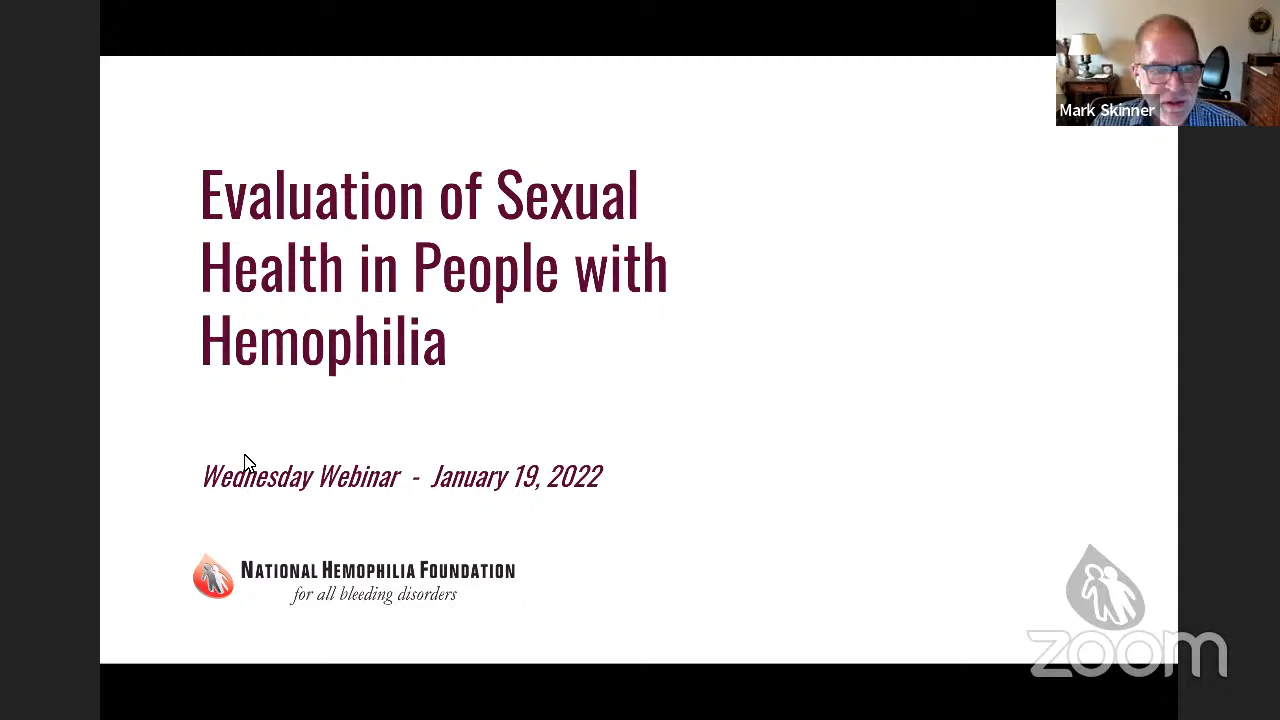 Mark Skinner
Evaluation of Sexual
Health in People with
Hemophilia
Wednesday Webinar - January 19, 2022
NATIONAL HEMOPHILIA FOUNDATION
for all bleeding disorders
zoom